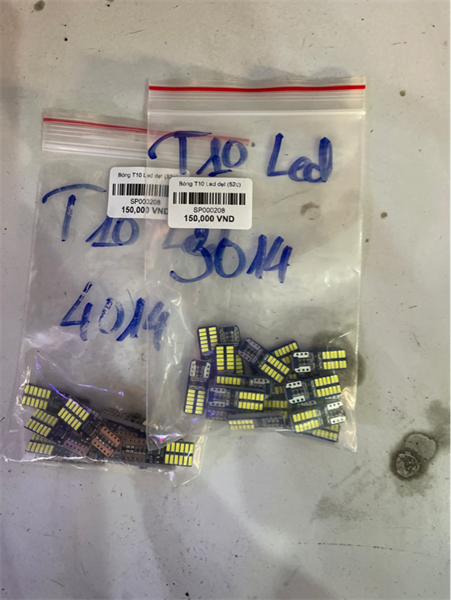 T10 Led
3014
Bóng T10 Led dẹt (52c)
SP000208
150,000 VND
T10
4014
Bóng T10 Led dẹt
SP000208
150,000 VND